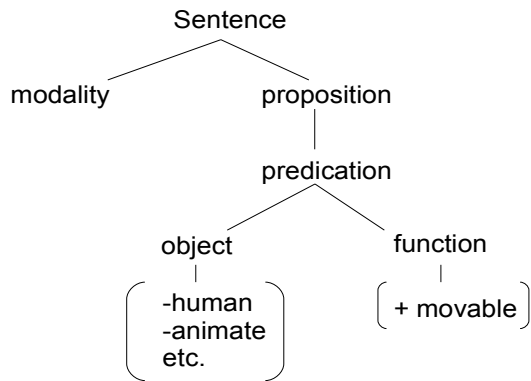 Sentence
modality proposition
predication
object function
-human
-animate
etc.
+ movable